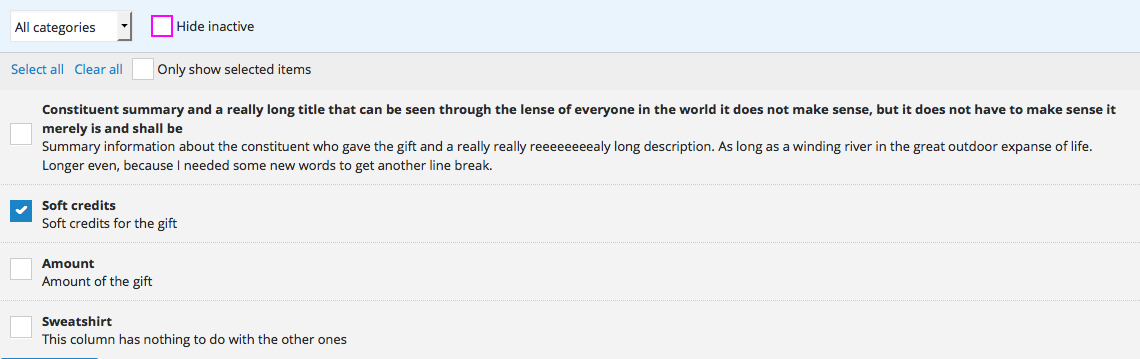 All categories Hide inactive
Select all Clear all Only show selected items
Constituent summary and a really long title that can be seen through the lense of everyone in the world it does not make sense, but it does not have to make sense it
merely is and shall be
Summary information about the constituent who gave the gift and a really really reeeeeeeealy long description. As long as a winding river in the great outdoor expanse of life.
Longer even, because I needed some new words to get another line break.
Soft credits
Soft credits for the gift
Amount
Amount of the gift
Sweatshirt
This column has nothing to do with the other ones